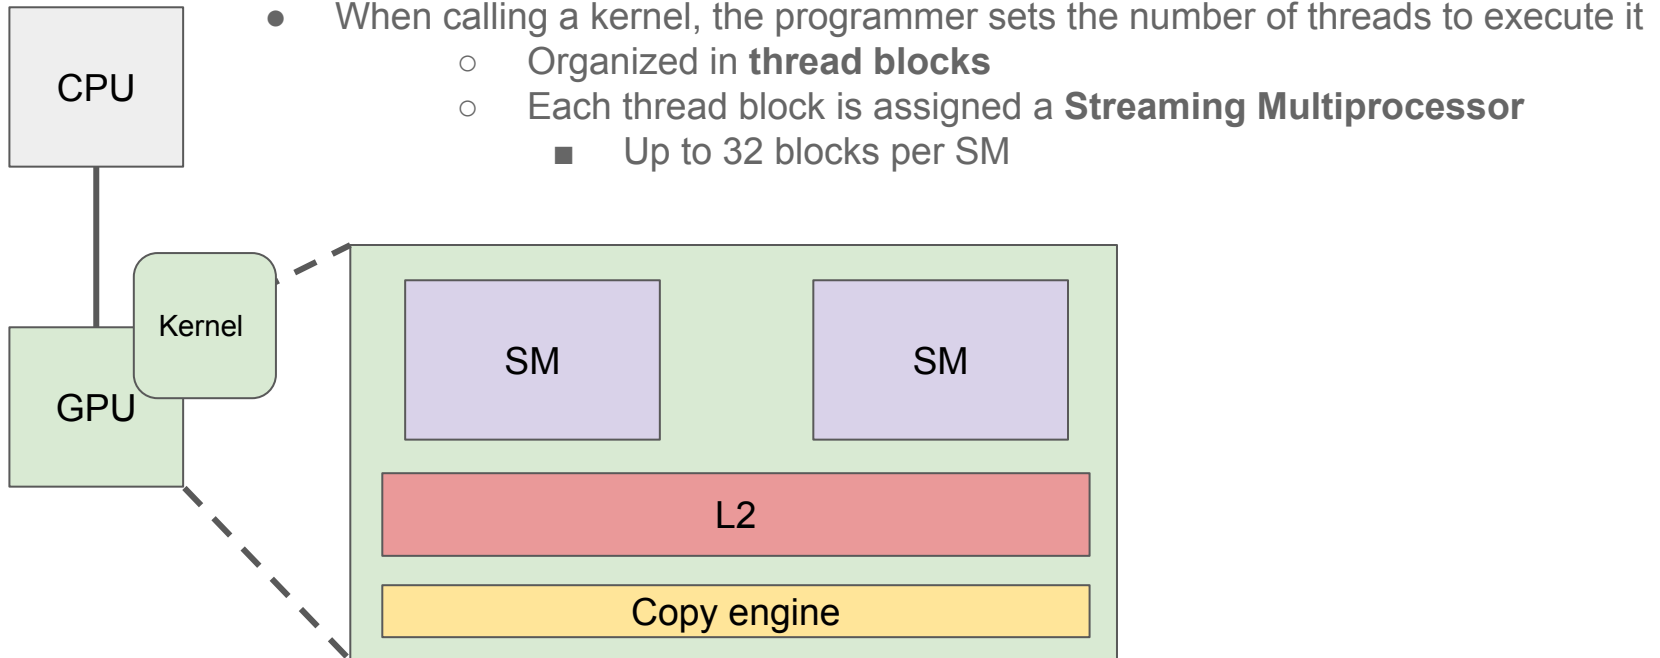 ● When calling a kernel, the programmer sets the number of threads to execute it
○ Organized in thread blocks
○ Each thread block is assigned a Streaming Multiprocessor
■ Up to 32 blocks per SM
CPU
Kernel
GPU
SM
SM
L2
Copy engine